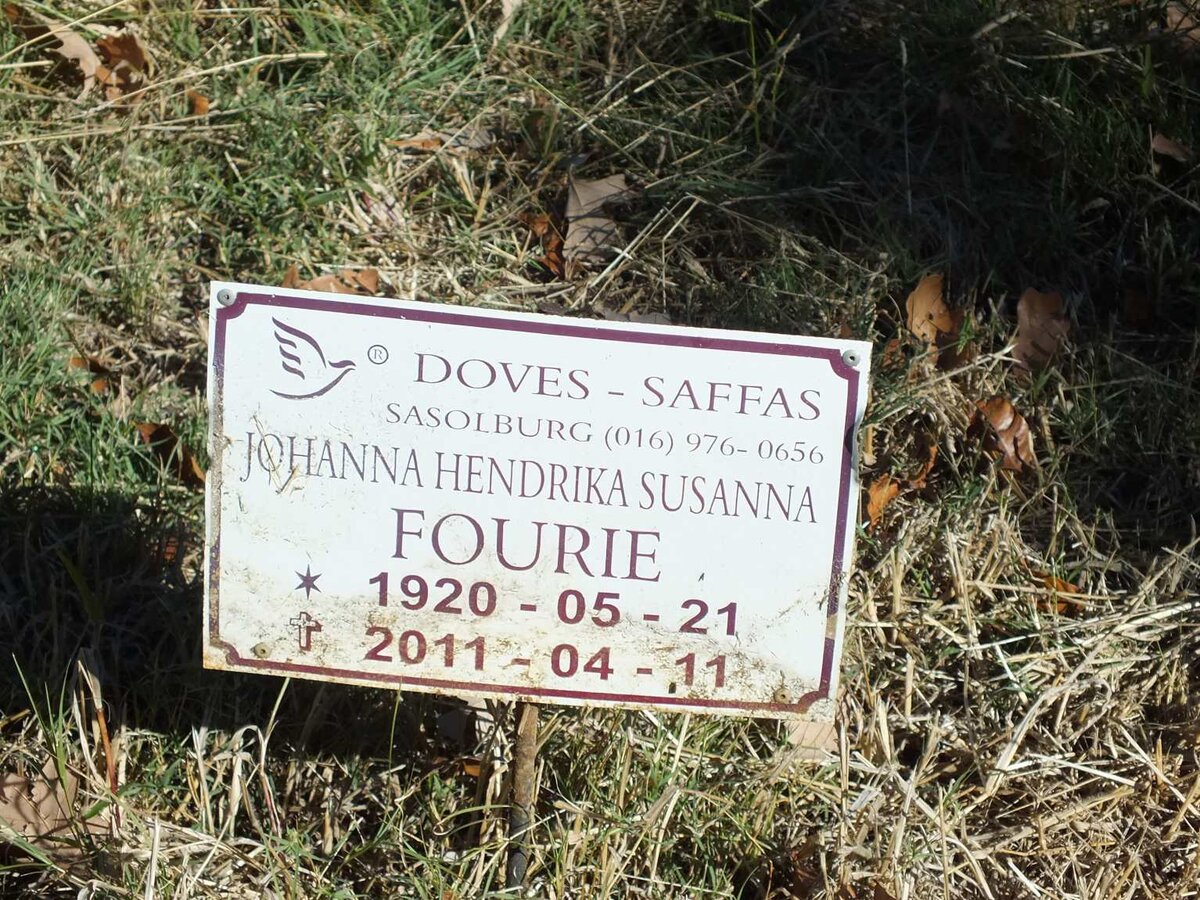 ® DOVES - SAFFAS
SASOLBURG (016) 976- 0656
JOHANNA HENDRIKA SUSANNA
FOURIE
1920 - 05 - 21
2011 - 04 - 11